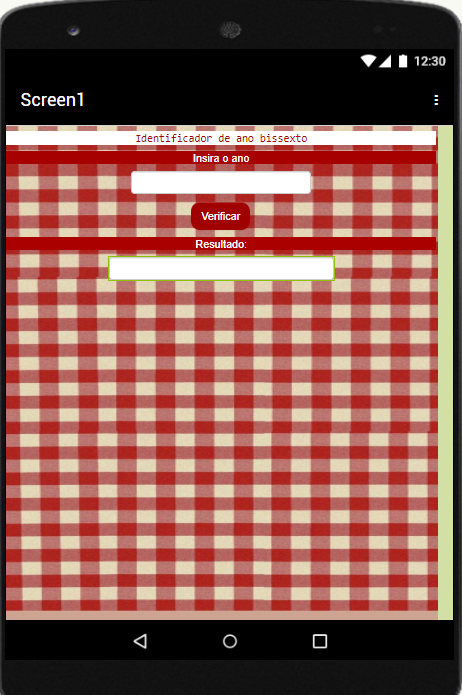 12:30
Screen1
Identificador de ano bissexto
Insira o ano
Verificar
Resultado: